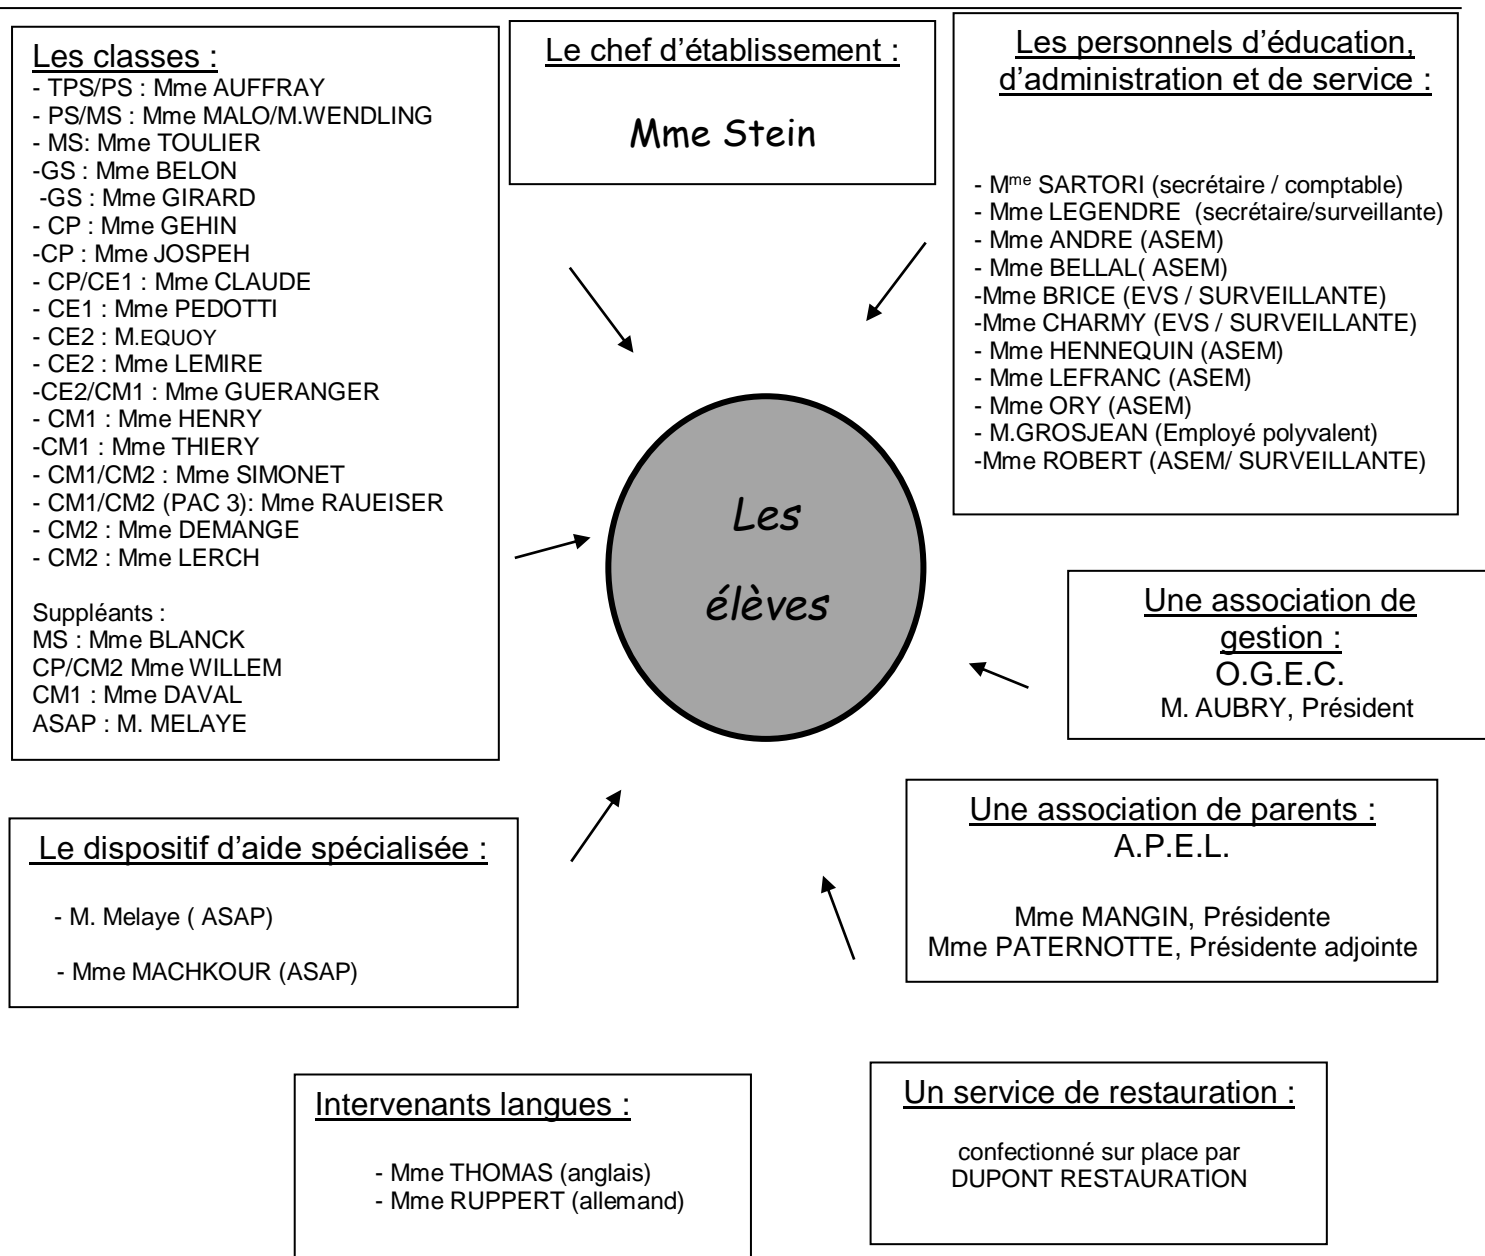 Les classes :
- TPS/PS : Mme AUFFRAY
- PS/MS : Mme MALO/M.WENDLING
- MS: Mme TOULIER
-GS : Mme BELON
-GS : Mme GIRARD
- CP : Mme GEHIN
-CP : Mme JOSPEH
- CP/CE1 : Mme CLAUDE
- CE1 : Mme PEDOTTI
- CE2 : M.EQUOY
- CE2 : Mme LEMIRE
-CE2/CM1 : Mme GUERANGER
- CM1 : Mme HENRY
-CM1 : Mme THIERY
- CM1/CM2 : Mme SIMONET
- CM1/CM2 (PAC 3): Mme RAUEISER
- CM2 : Mme DEMANGE
- CM2 : Mme LERCH
Suppléants :
MS : Mme BLANCK
CP/CM2 Mme WILLEM
CM1 : Mme DAVAL
ASAP : M. MELAYE
Le chef d'établissement :
Mme Stein
Les personnels d'éducation,
d'administration et de service :
- Mme SARTORI (secrétaire / comptable)
- Mme LEGENDRE (secrétaire/surveillante)
- Mme ANDRE (ASEM)
- Mme BELLAL( ASEM)
-Mme BRICE (EVS / SURVEILLANTE)
-Mme CHARMY (EVS / SURVEILLANTE)
- Mme HENNEQUIN (ASEM)
- Mme LEFRANC (ASEM)
- Mme ORY (ASEM)
- M.GROSJEAN (Employé polyvalent)
-Mme ROBERT (ASEM/ SURVEILLANTE)
Les
élèves
Une association de
gestion :
O.G.E.C.
M. AUBRY, Président
Une association de parents :
A.P.E.L.
Mme MANGIN, Présidente
Mme PATERNOTTE, Présidente adjointe
Le dispositif d'aide spécialisée :
- M. Melaye ( ASAP)
- Mme MACHKOUR (ASAP)
Intervenants langues :
- Mme THOMAS (anglais)
- Mme RUPPERT (allemand)
Un service de restauration :
confectionné sur place par
DUPONT RESTAURATION